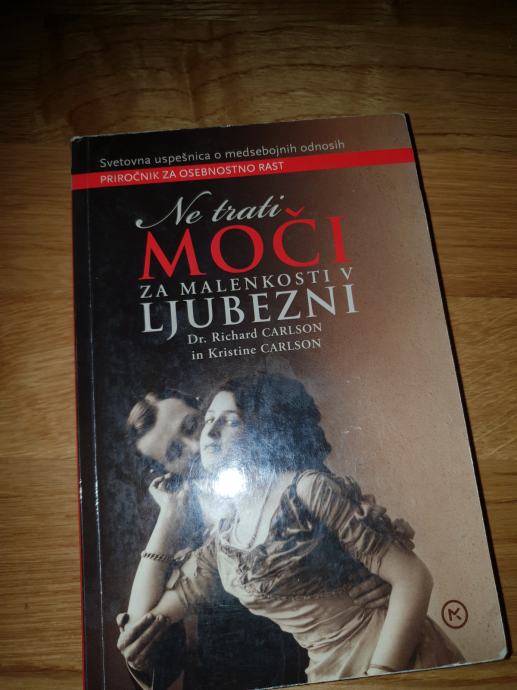 Svetovna uspešnica o medsebojnih odnosih
PRIROČNIK ZA OSEBNOSTNO RAST
Ne trati
MOČI
ZA MALENKOSTI V
LJUBEZNI
Dr. Richard CARLSON
in Kristine CARLSON